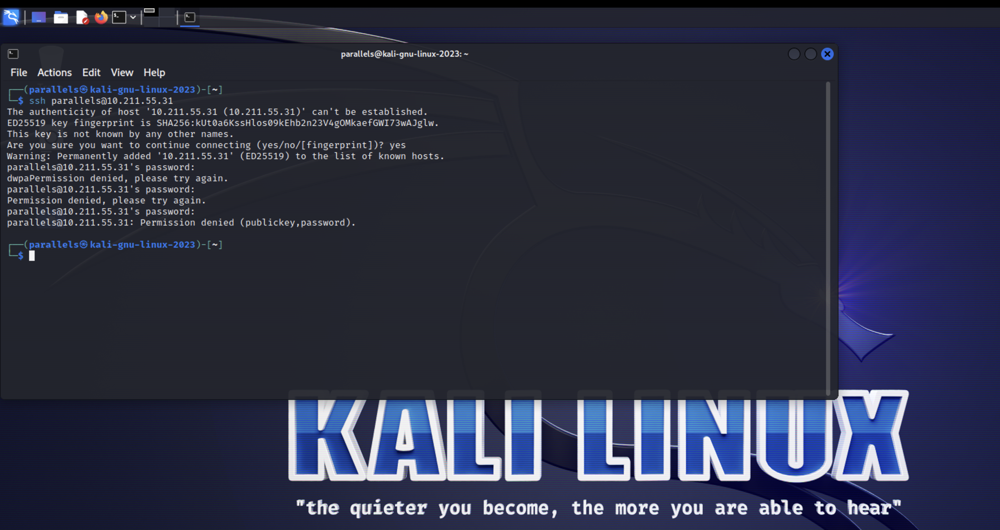 parallels@kali-gnu-linux-2023: ~
File Actions Edit View Help
┌──(parallels㉿kali-gnu-linux-2023)-[~]
└─$ ssh parallels@10.211.55.31
The authenticity of host '10.211.55.31 (10.211.55.31)' can't be established.
ED25519 key fingerprint is SHA256:kUt0a6KssHlos09kEhb2n23V4gOMkaefGWI73wAJglw.
This key is not known by any other names.
Are you sure you want to continue connecting (yes/no/[fingerprint])? yes
Warning: Permanently added '10.211.55.31' (ED25519) to the list of known hosts.
parallels@10.211.55.31's password:
dwpaPermission denied, please try again.
parallels@10.211.55.31's password:
Permission denied, please try again.
parallels@10.211.55.31's password:
parallels@10.211.55.31: Permission denied (publickey,password).
┌──(parallels㉿kali-gnu-linux-2023)-[~]
└─$
KALI LINUX
"the quieter you become, the more you are able to hear"